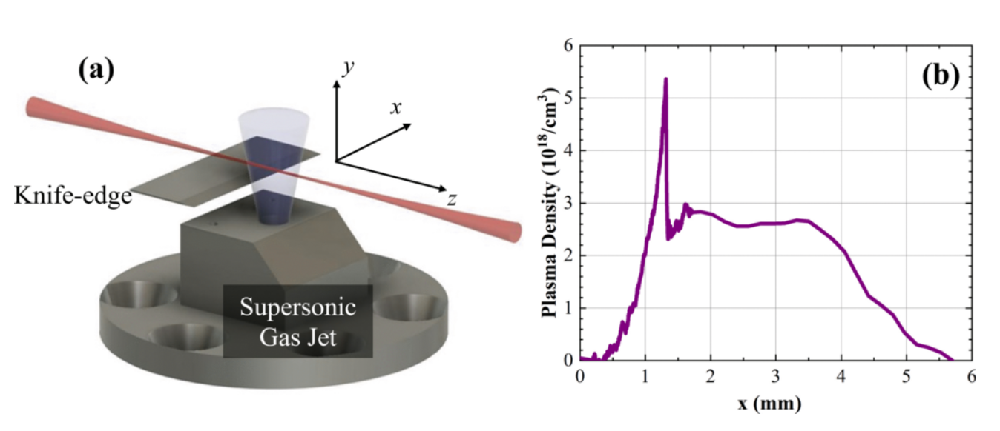 (a)
y
x
z
Knife-edge
Supersonic
Gas Jet
(b)
Plasma Density (10¹⁸/cm³)
6
5
4
3
2
1
0
0 1 2 3 4 5 6
x (mm)